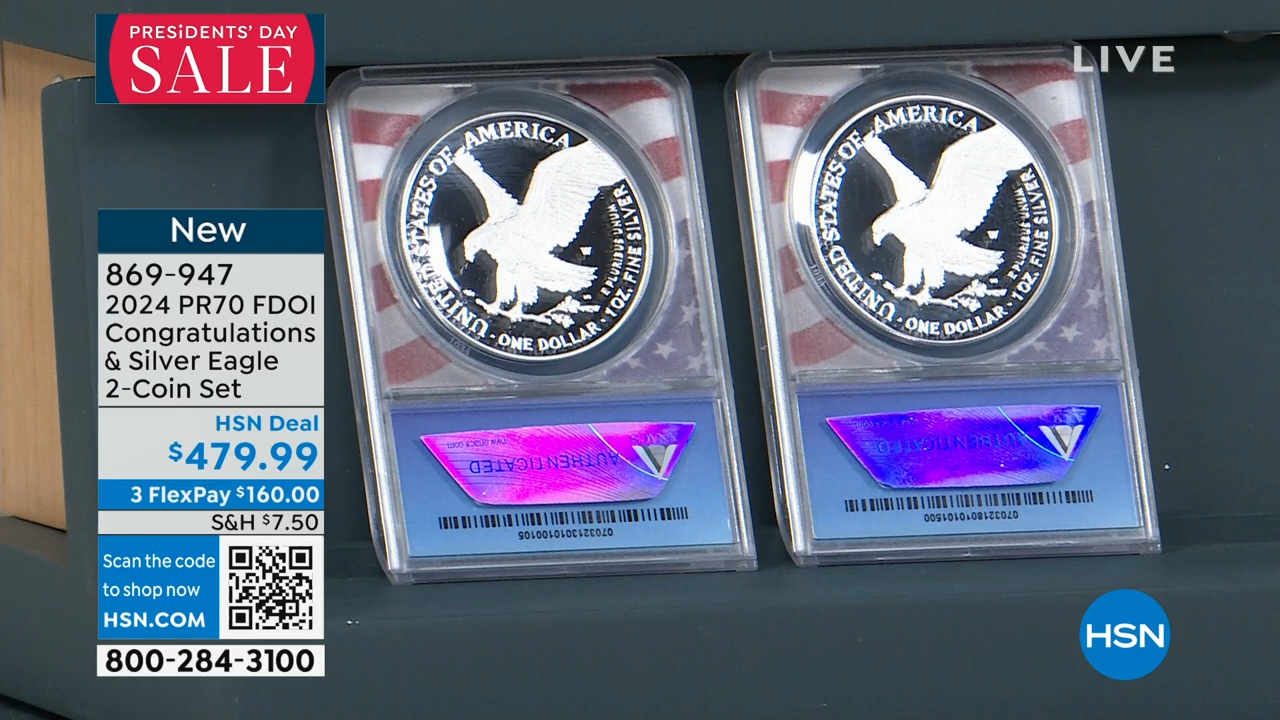 PRESiDENTS' DAY
SALE
LIVE
New
869-947
2024 PR70 FDOI
Congratulations
& Silver Eagle
2-Coin Set
HSN Deal
$479.99
3 FlexPay $160.00
S&H $7.50
Scan the code
to shop now
HSN.COM
800-284-3100
UNITED STATES OF AMERICA
E PLURIBUS UNUM
1 OZ. FINE SILVER
ONE DOLLAR
www.anacs.com
AUTHENTICATED
UNITED STATES OF AMERICA
E PLURIBUS UNUM
1 OZ. FINE SILVER
ONE DOLLAR
AUTHENTICATED
HSN